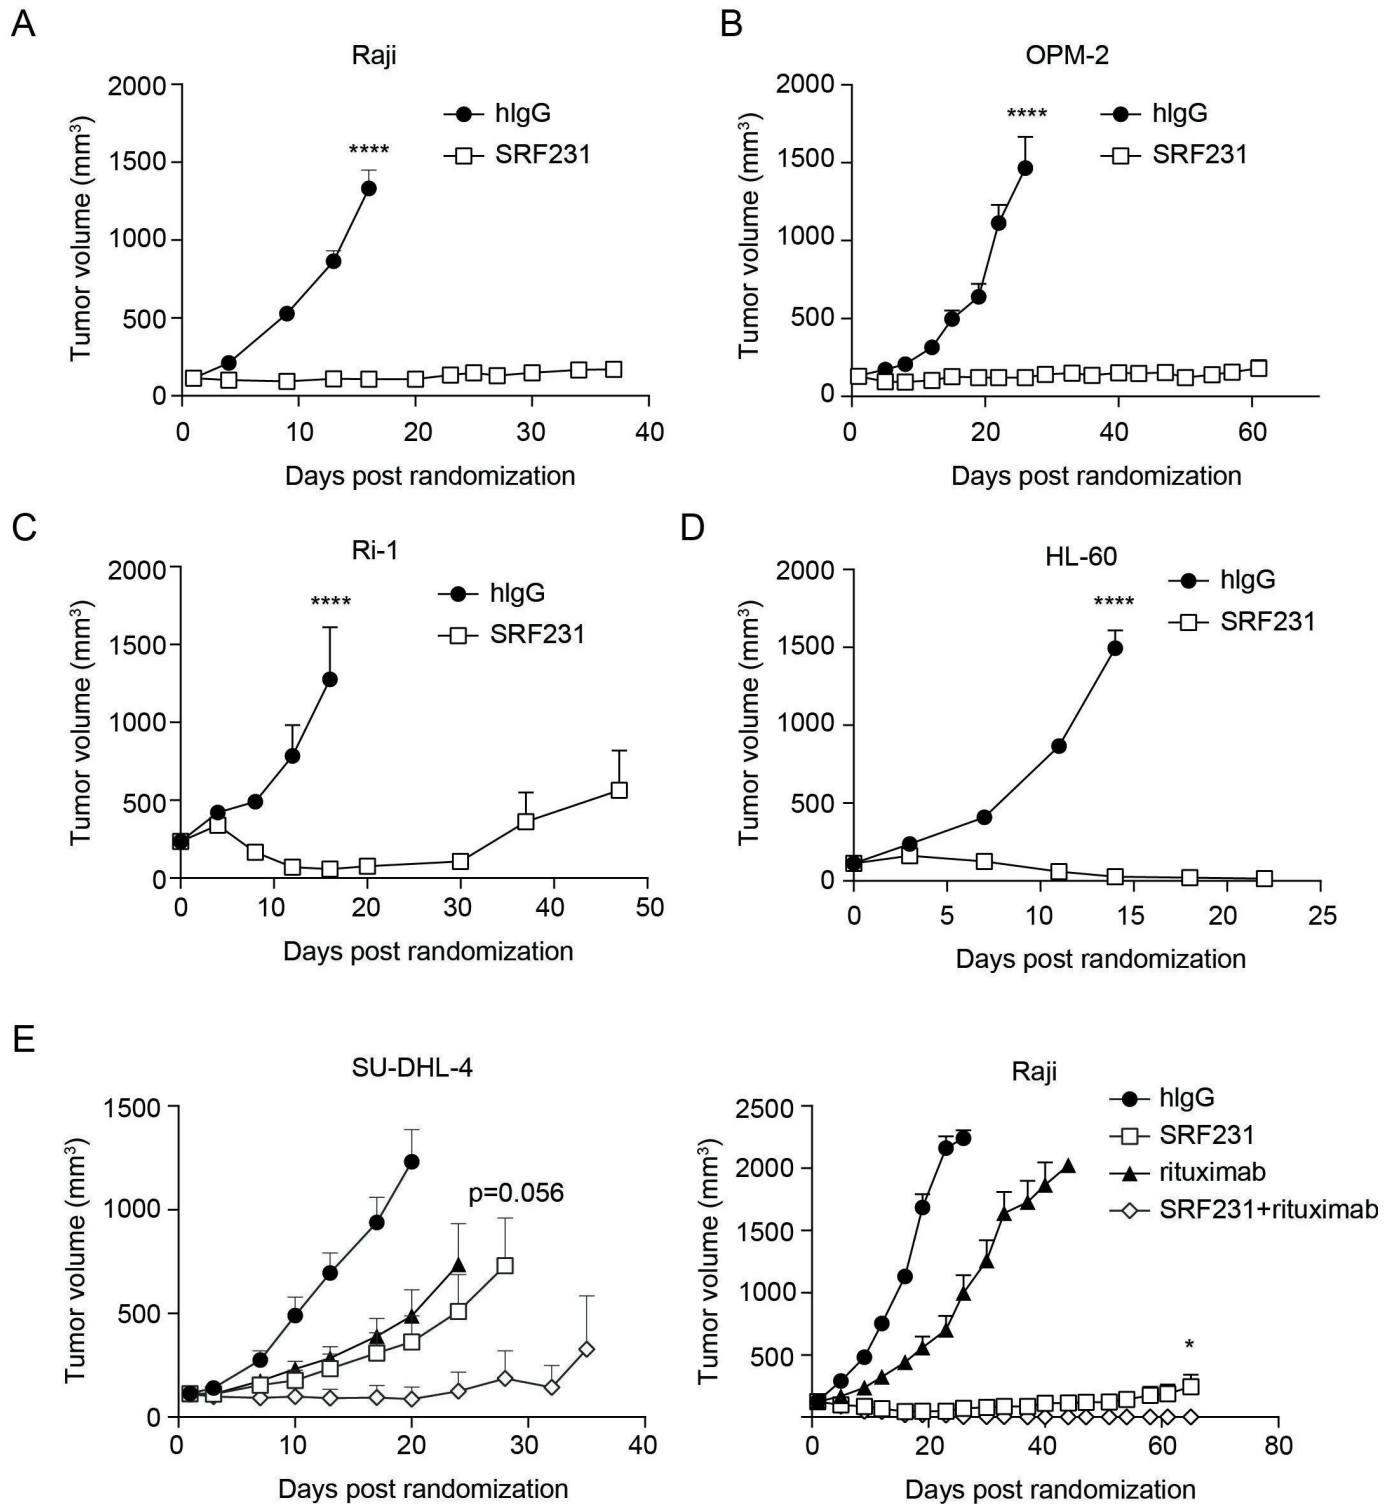 A
Raji
2000
1500
1000
500
0
0 10 20 30 40
Tumor volume (mm³)
Days post randomization
****
hIgG
SRF231
B
OPM-2
2000
1500
1000
500
0
0 20 40 60
Tumor volume (mm³)
Days post randomization
****
hIgG
SRF231
C
Ri-1
2000
1500
1000
500
0
0 10 20 30 40 50
Tumor volume (mm³)
Days post randomization
****
hIgG
SRF231
D
HL-60
2000
1500
1000
500
0
0 5 10 15 20 25
Tumor volume (mm³)
Days post randomization
****
hIgG
SRF231
E
SU-DHL-4
1500
1000
500
0
0 10 20 30 40
Tumor volume (mm³)
Days post randomization
p=0.056
Raji
2500
2000
1500
1000
500
0 20 40 60 80
Tumor volume (mm³)
Days post randomization
*
hIgG
SRF231
rituximab
SRF231+rituximab